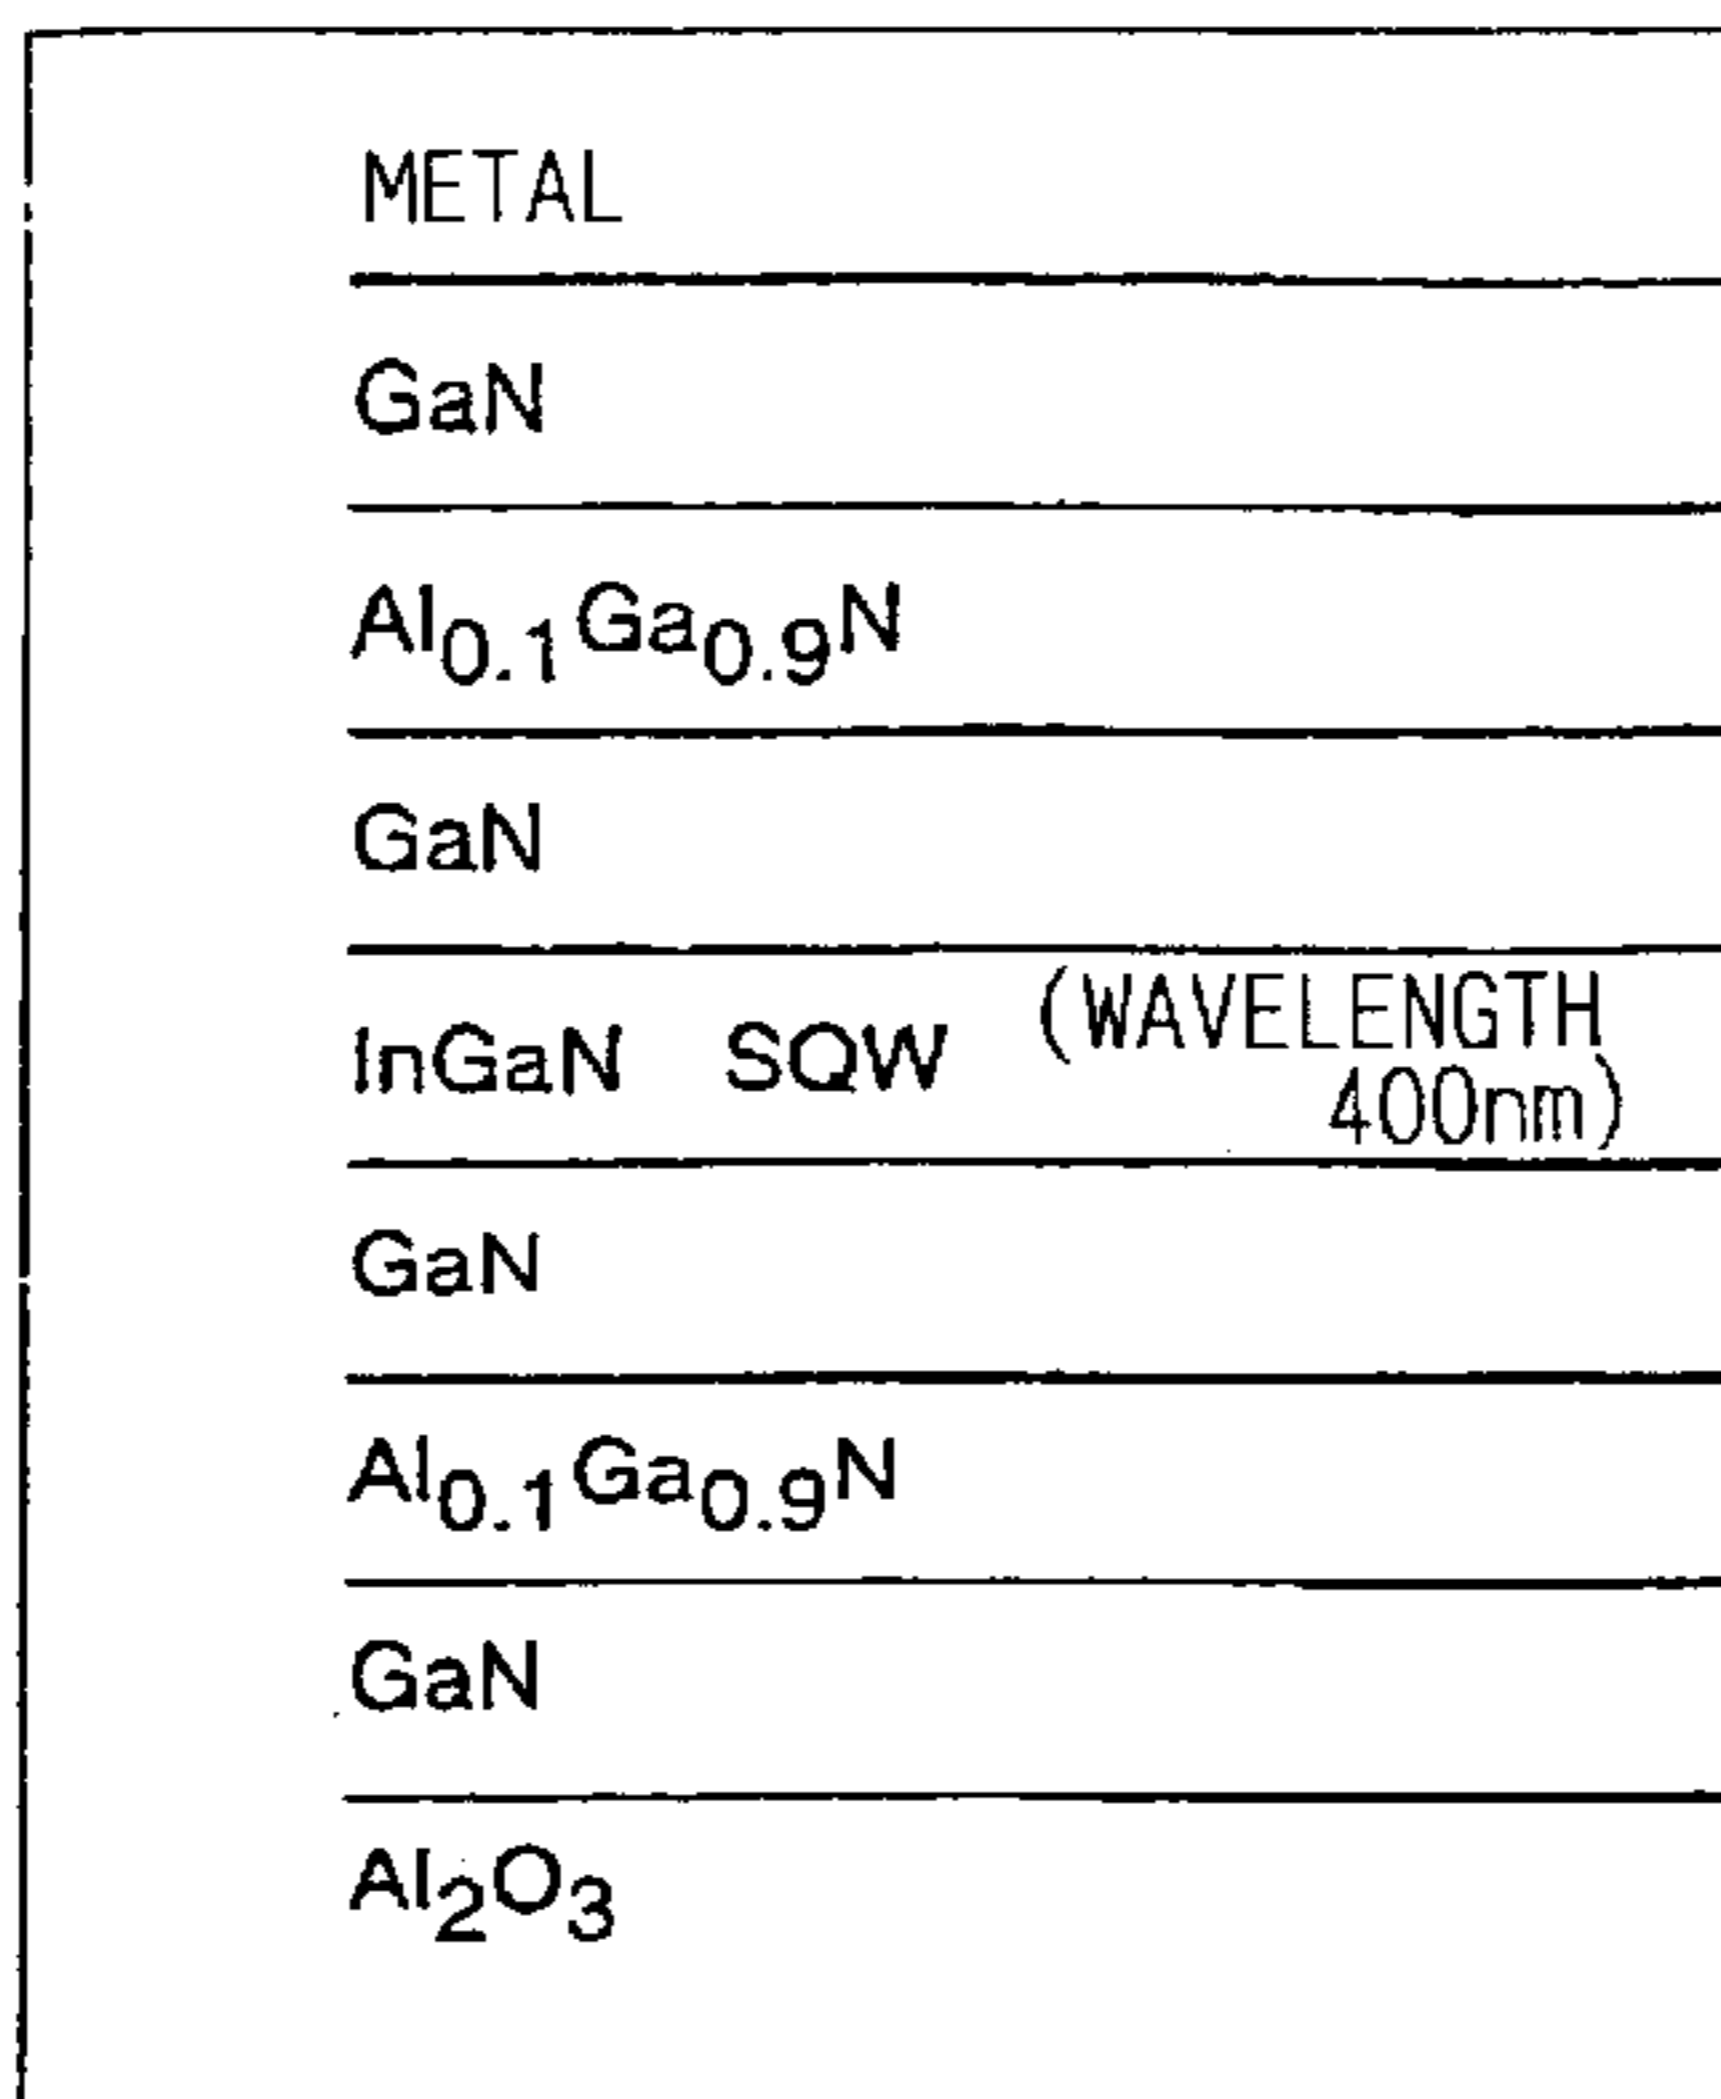 METAL
GaN
Al0.1Ga0.9N
GaN
InGaN SQW (WAVELENGTH
400nm)
GaN
Al0.1Ga0.9N
GaN
Al2O3